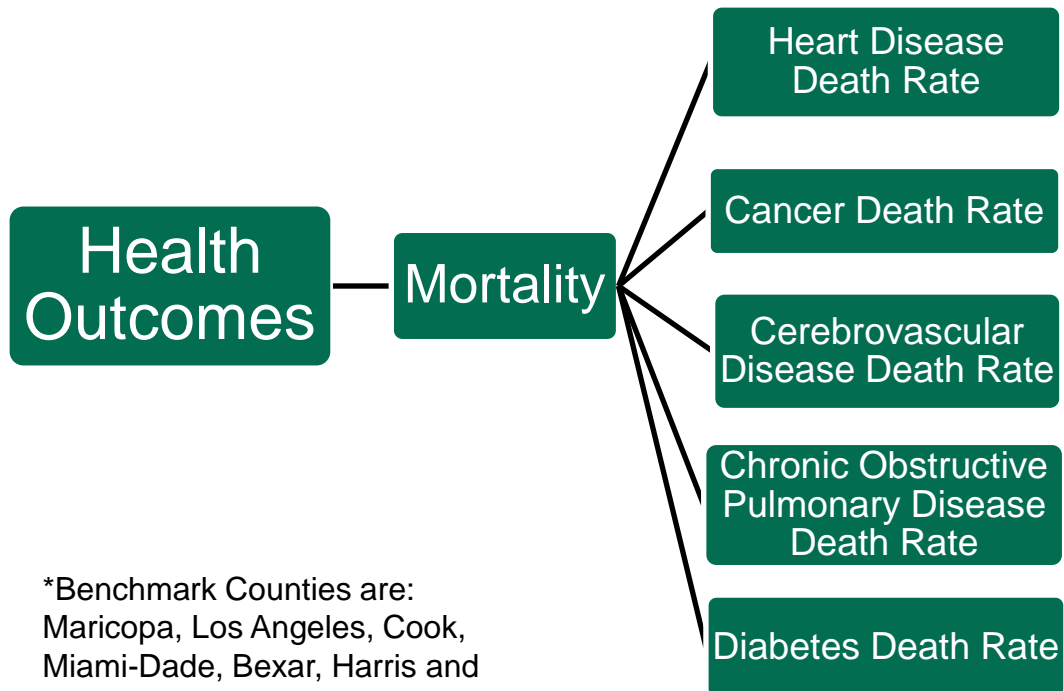 Heart Disease
Death Rate
Cancer Death Rate
Health
Outcomes
Mortality
Cerebrovascular
Disease Death Rate
Chronic Obstructive
Pulmonary Disease
Death Rate
Diabetes Death Rate
*Benchmark Counties are:
Maricopa, Los Angeles, Cook,
Miami-Dade, Bexar, Harris and